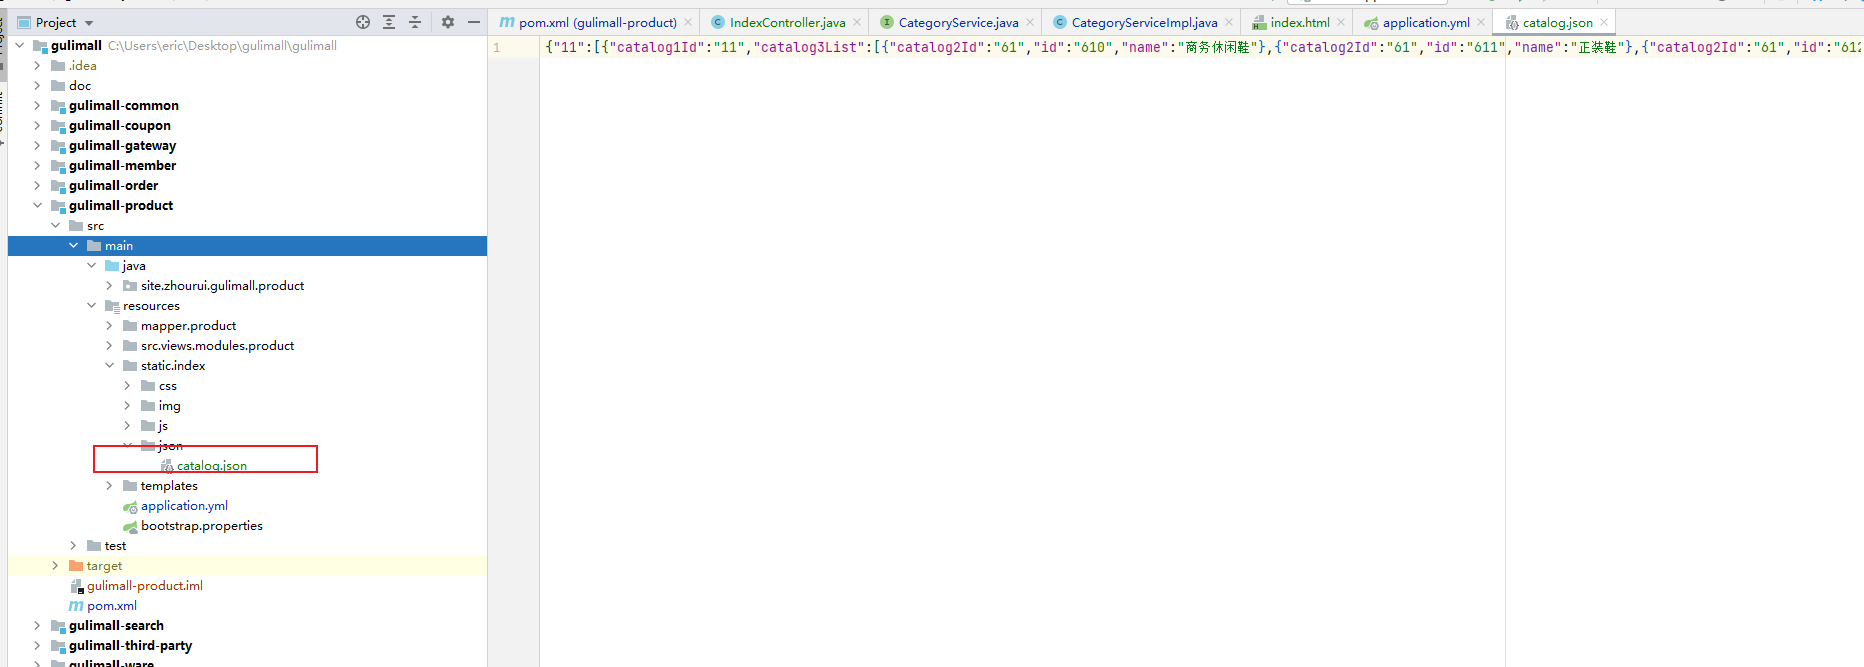 Project
pom.xml (gulimall-product)
IndexController.java
CategoryService.java
CategoryServiceImpl.java
index.html
application.yml
catalog.json
gulimall C:\Users\eric\Desktop\gulimall\gulimall
1
{"11":[{"catalog1Id":"11","catalog3List":[{"catalog2Id":"61","id":"610","name":"商务休闲鞋"},{"catalog2Id":"61","id":"611","name":"正装鞋"},{"catalog2Id":"61","id":"612
.idea
doc
gulimall-common
gulimall-coupon
gulimall-gateway
gulimall-member
gulimall-order
gulimall-product
src
main
java
site.zhourui.gulimall.product
resources
mapper.product
src.views.modules.product
static.index
css
img
js
json
catalog.json
templates
application.yml
bootstrap.properties
test
target
gulimall-product.iml
pom.xml
gulimall-search
gulimall-third-party
gulimall-ware